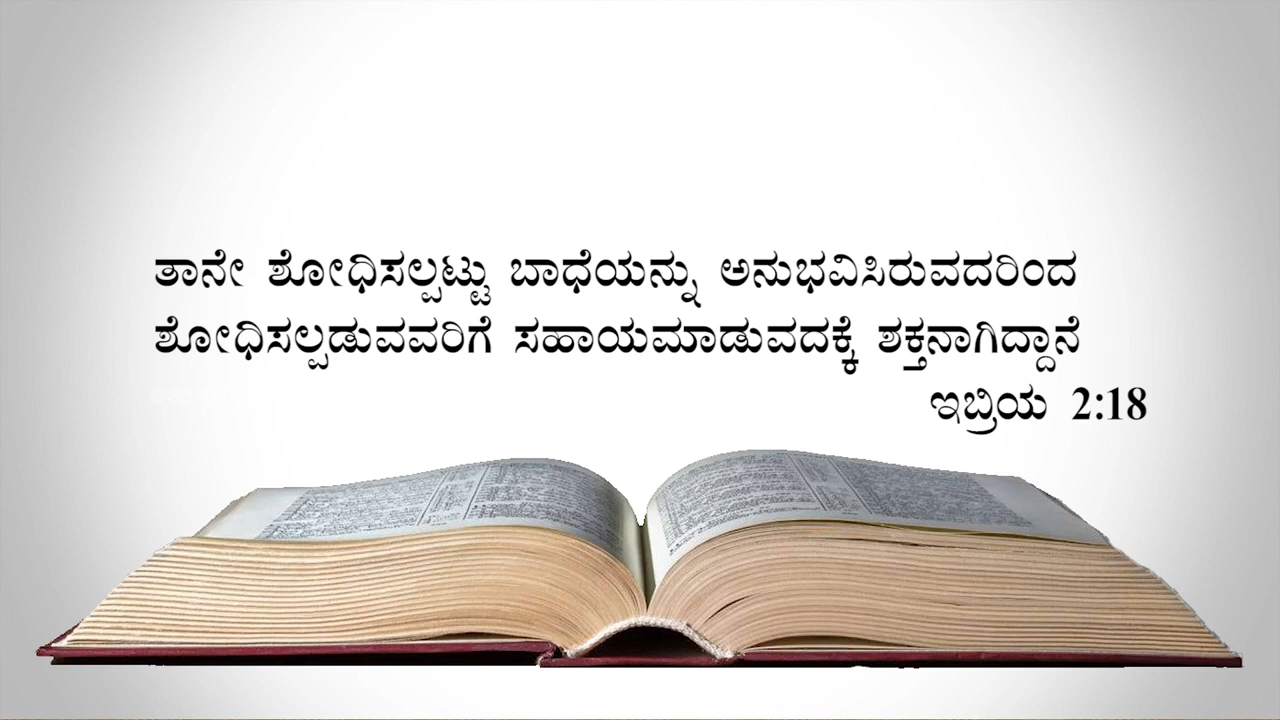 ತಾನೇ ಶೋಧಿಸಲ್ಪಟ್ಟು ಬಾಧೆಯನ್ನು ಅನುಭವಿಸಿರುವದರಿಂದ
ಶೋಧಿಸಲ್ಪಡುವವರಿಗೆ ಸಹಾಯಮಾಡುವದಕ್ಕೆ ಶಕ್ತನಾಗಿದ್ದಾನೆ
ಇಬ್ರಿಯ 2:18